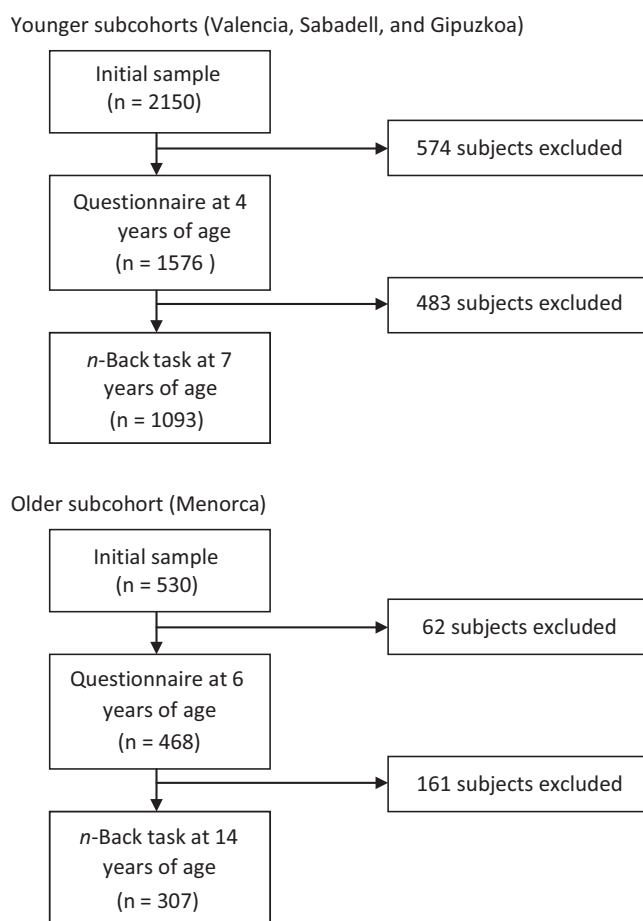 Younger subcohorts (Valencia, Sabadell, and Gipuzkoa)
Initial sample
(n = 2150)
574 subjects excluded
Questionnaire at 4
years of age
(n = 1576 )
483 subjects excluded
n-Back task at 7
years of age
(n = 1093)
Older subcohort (Menorca)
Initial sample
(n = 530)
62 subjects excluded
Questionnaire at 6
years of age
(n = 468)
161 subjects excluded
n-Back task at 14
years of age
(n = 307)